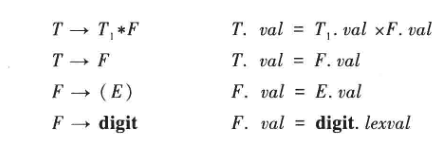 T → T₁*F T. val = T₁. val ×F. val
T → F T. val = F. val
F → ( E ) F. val = E. val
F → digit F. val = digit. lexval